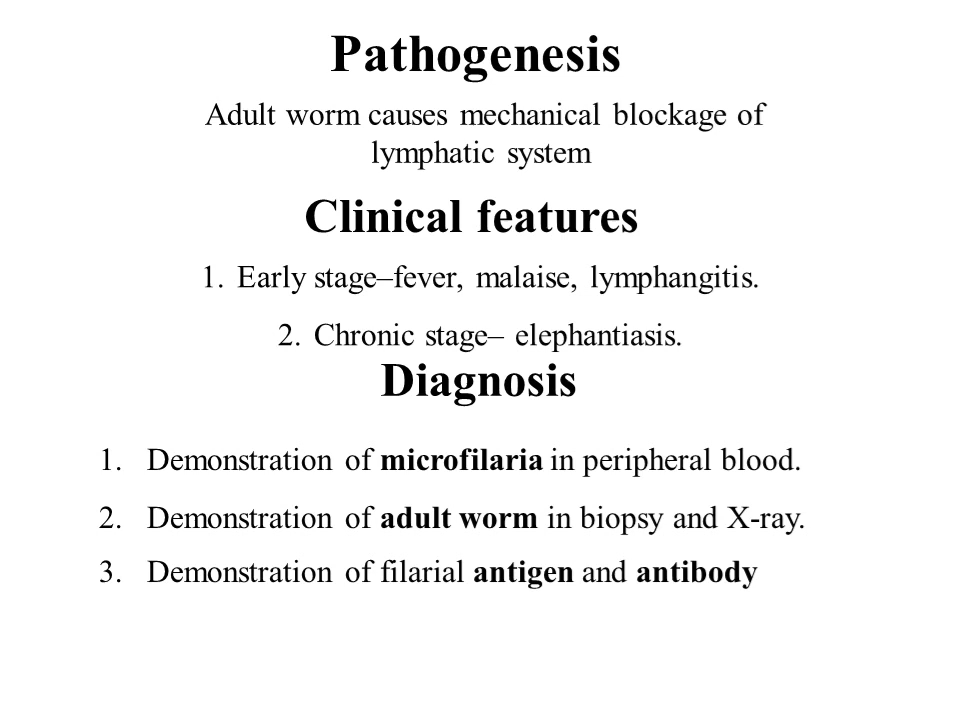 Pathogenesis
Adult worm causes mechanical blockage of
lymphatic system
Clinical features
1. Early stage–fever, malaise, lymphangitis.
2. Chronic stage– elephantiasis.
Diagnosis
1. Demonstration of microfilaria in peripheral blood.
2. Demonstration of adult worm in biopsy and X-ray.
3. Demonstration of filarial antigen and antibody